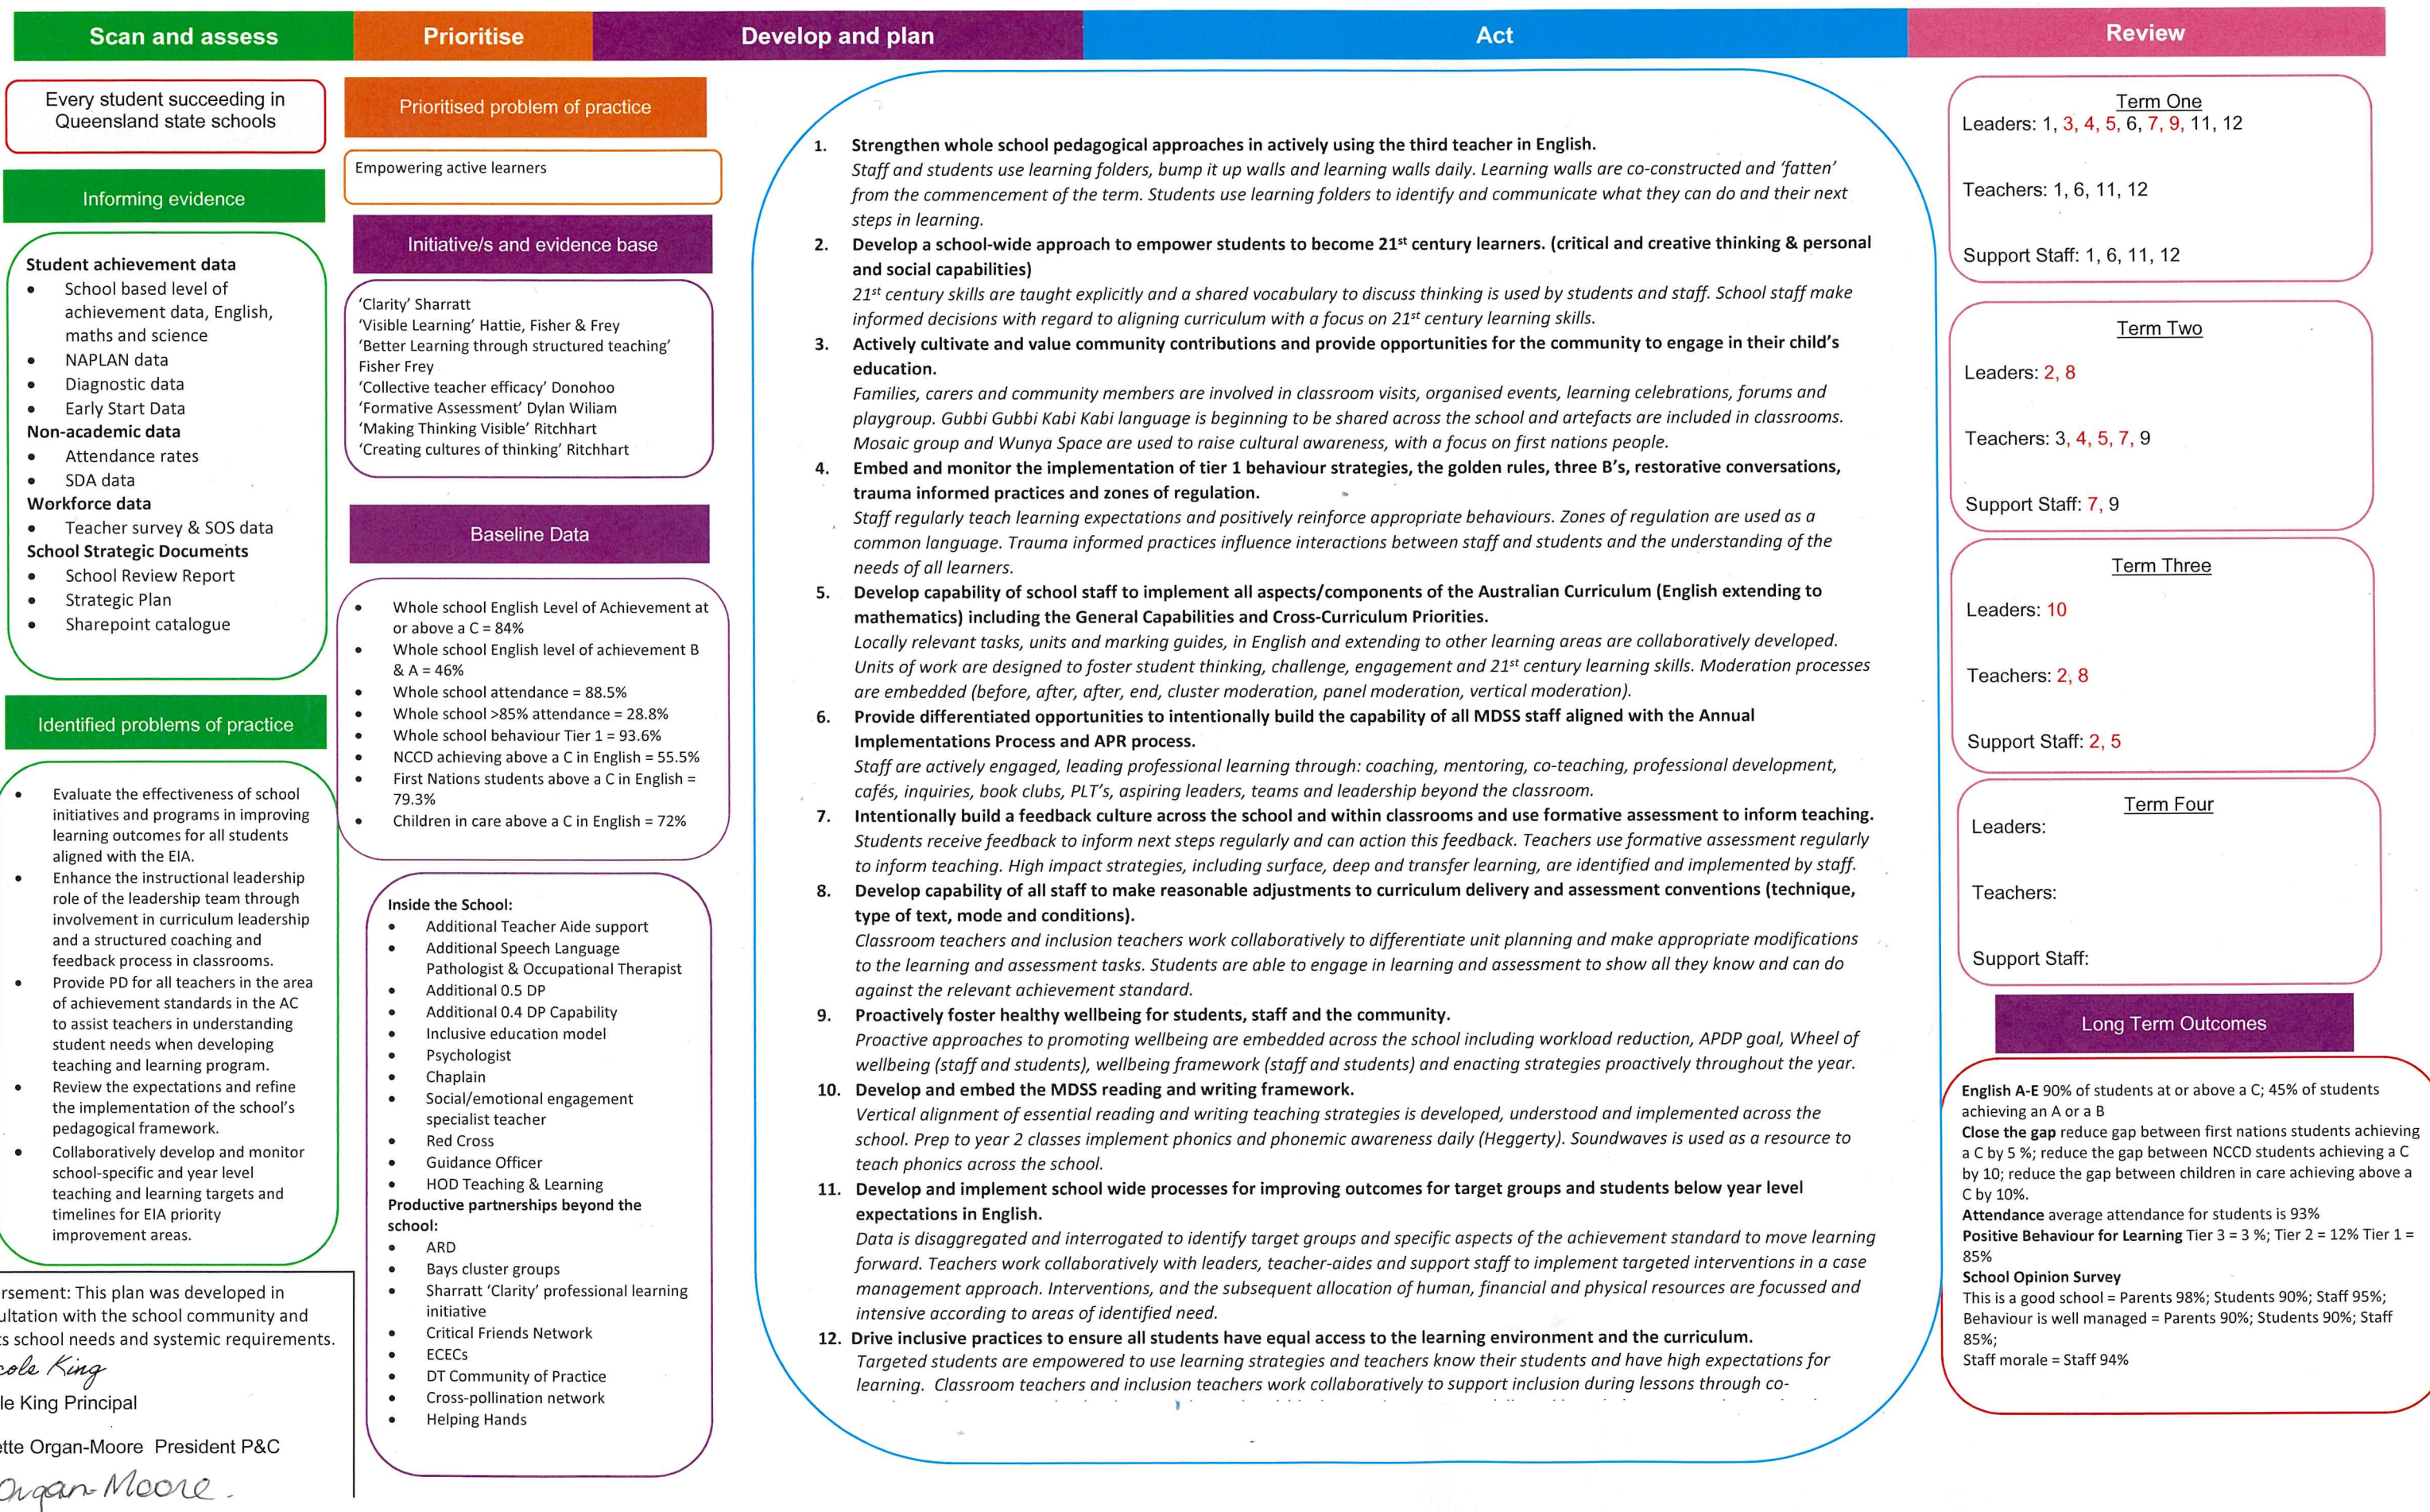 Scan and assess
Prioritise
Develop and plan
Act
Review
Every student succeeding in
Queensland state schools
Informing evidence
Student achievement data
• School based level of
achievement data, English,
maths and science
• NAPLAN data
• Diagnostic data
• Early Start Data
Non-academic data
• Attendance rates
• SDA data
Workforce data
• Teacher survey & SOS data
School Strategic Documents
• School Review Report
• Strategic Plan
• Sharepoint catalogue
Identified problems of practice
• Evaluate the effectiveness of school
initiatives and programs in improving
learning outcomes for all students
aligned with the EIA.
• Enhance the instructional leadership
role of the leadership team through
involvement in curriculum leadership
and a structured coaching and
feedback process in classrooms.
• Provide PD for all teachers in the area
of achievement standards in the AC
to assist teachers in understanding
student needs when developing
teaching and learning program.
• Review the expectations and refine
the implementation of the school's
pedagogical framework.
• Collaboratively develop and monitor
school-specific and year level
teaching and learning targets and
timelines for EIA priority
improvement areas.
rsement: This plan was developed in
ultation with the school community and
ts school needs and systemic requirements.
cole King
le King Principal
ette Organ-Moore President P&C
Organ-Moore.
Prioritised problem of practice
Empowering active learners
Initiative/s and evidence base
‘Clarity’ Sharratt
‘Visible Learning’ Hattie, Fisher & Frey
‘Better Learning through structured teaching’
Fisher Frey
‘Collective teacher efficacy’ Donohoo
‘Formative Assessment’ Dylan Wiliam
‘Making Thinking Visible’ Ritchhart
‘Creating cultures of thinking’ Ritchhart
Baseline Data
• Whole school English Level of Achievement at
or above a C = 84%
• Whole school English level of achievement B
& A = 46%
• Whole school attendance = 88.5%
• Whole school >85% attendance = 28.8%
• Whole school behaviour Tier 1 = 93.6%
• NCCD achieving above a C in English = 55.5%
• First Nations students above a C in English =
79.3%
• Children in care above a C in English = 72%
Inside the School:
• Additional Teacher Aide support
• Additional Speech Language
Pathologist & Occupational Therapist
• Additional 0.5 DP
• Additional 0.4 DP Capability
• Inclusive education model
• Psychologist
• Chaplain
• Social/emotional engagement
specialist teacher
• Red Cross
• Guidance Officer
• HOD Teaching & Learning
Productive partnerships beyond the
school:
• ARD
• Bays cluster groups
• Sharratt ‘Clarity’ professional learning
initiative
• Critical Friends Network
• ECECs
• DT Community of Practice
• Cross-pollination network
• Helping Hands
1. Strengthen whole school pedagogical approaches in actively using the third teacher in English.
Staff and students use learning folders, bump it up walls and learning walls daily. Learning walls are co-constructed and ‘fatten’
from the commencement of the term. Students use learning folders to identify and communicate what they can do and their next
steps in learning.
2. Develop a school-wide approach to empower students to become 21st century learners. (critical and creative thinking & personal
and social capabilities)
21st century skills are taught explicitly and a shared vocabulary to discuss thinking is used by students and staff. School staff make
informed decisions with regard to aligning curriculum with a focus on 21st century learning skills.
3. Actively cultivate and value community contributions and provide opportunities for the community to engage in their child's
education.
Families, carers and community members are involved in classroom visits, organised events, learning celebrations, forums and
playgroup. Gubbi Gubbi Kabi Kabi language is beginning to be shared across the school and artefacts are included in classrooms.
Mosaic group and Wunya Space are used to raise cultural awareness, with a focus on first nations people.
4. Embed and monitor the implementation of tier 1 behaviour strategies, the golden rules, three B's, restorative conversations,
trauma informed practices and zones of regulation.
Staff regularly teach learning expectations and positively reinforce appropriate behaviours. Zones of regulation are used as a
common language. Trauma informed practices influence interactions between staff and students and the understanding of the
needs of all learners.
5. Develop capability of school staff to implement all aspects/components of the Australian Curriculum (English extending to
mathematics) including the General Capabilities and Cross-Curriculum Priorities.
Locally relevant tasks, units and marking guides, in English and extending to other learning areas are collaboratively developed.
Units of work are designed to foster student thinking, challenge, engagement and 21st century learning skills. Moderation processes
are embedded (before, after, after, end, cluster moderation, panel moderation, vertical moderation).
6. Provide differentiated opportunities to intentionally build the capability of all MDSS staff aligned with the Annual
Implementations Process and APR process.
Staff are actively engaged, leading professional learning through: coaching, mentoring, co-teaching, professional development,
cafés, inquiries, book clubs, PLT's, aspiring leaders, teams and leadership beyond the classroom.
7. Intentionally build a feedback culture across the school and within classrooms and use formative assessment to inform teaching.
Students receive feedback to inform next steps regularly and can action this feedback. Teachers use formative assessment regularly
to inform teaching. High impact strategies, including surface, deep and transfer learning, are identified and implemented by staff.
8. Develop capability of all staff to make reasonable adjustments to curriculum delivery and assessment conventions (technique,
type of text, mode and conditions).
Classroom teachers and inclusion teachers work collaboratively to differentiate unit planning and make appropriate modifications
to the learning and assessment tasks. Students are able to engage in learning and assessment to show all they know and can do
against the relevant achievement standard.
9. Proactively foster healthy wellbeing for students, staff and the community.
Proactive approaches to promoting wellbeing are embedded across the school including workload reduction, APDP goal, Wheel of
wellbeing (staff and students), wellbeing framework (staff and students) and enacting strategies proactively throughout the year.
10. Develop and embed the MDSS reading and writing framework.
Vertical alignment of essential reading and writing teaching strategies is developed, understood and implemented across the
school. Prep to year 2 classes implement phonics and phonemic awareness daily (Heggerty). Soundwaves is used as a resource to
teach phonics across the school.
11. Develop and implement school wide processes for improving outcomes for target groups and students below year level
expectations in English.
Data is disaggregated and interrogated to identify target groups and specific aspects of the achievement standard to move learning
forward. Teachers work collaboratively with leaders, teacher-aides and support staff to implement targeted interventions in a case
management approach. Interventions, and the subsequent allocation of human, financial and physical resources are focussed and
intensive according to areas of identified need.
12. Drive inclusive practices to ensure all students have equal access to the learning environment and the curriculum.
Targeted students are empowered to use learning strategies and teachers know their students and have high expectations for
learning. Classroom teachers and inclusion teachers work collaboratively to support inclusion during lessons through co-
Term One
Leaders: 1, 3, 4, 5, 6, 7, 9, 11, 12
Teachers: 1, 6, 11, 12
Support Staff: 1, 6, 11, 12
Term Two
Leaders: 2, 8
Teachers: 3, 4, 5, 7, 9
Support Staff: 7, 9
Term Three
Leaders: 10
Teachers: 2, 8
Support Staff: 2, 5
Term Four
Leaders:
Teachers:
Support Staff:
Long Term Outcomes
English A-E 90% of students at or above a C; 45% of students
achieving an A or a B
Close the gap reduce gap between first nations students achieving
a C by 5 %; reduce the gap between NCCD students achieving a C
by 10; reduce the gap between children in care achieving above a
C by 10%.
Attendance average attendance for students is 93%
Positive Behaviour for Learning Tier 3 = 3 %; Tier 2 = 12% Tier 1 =
85%
School Opinion Survey
This is a good school = Parents 98%; Students 90%; Staff 95%;
Behaviour is well managed = Parents 90%; Students 90%; Staff
85%;
Staff morale = Staff 94%